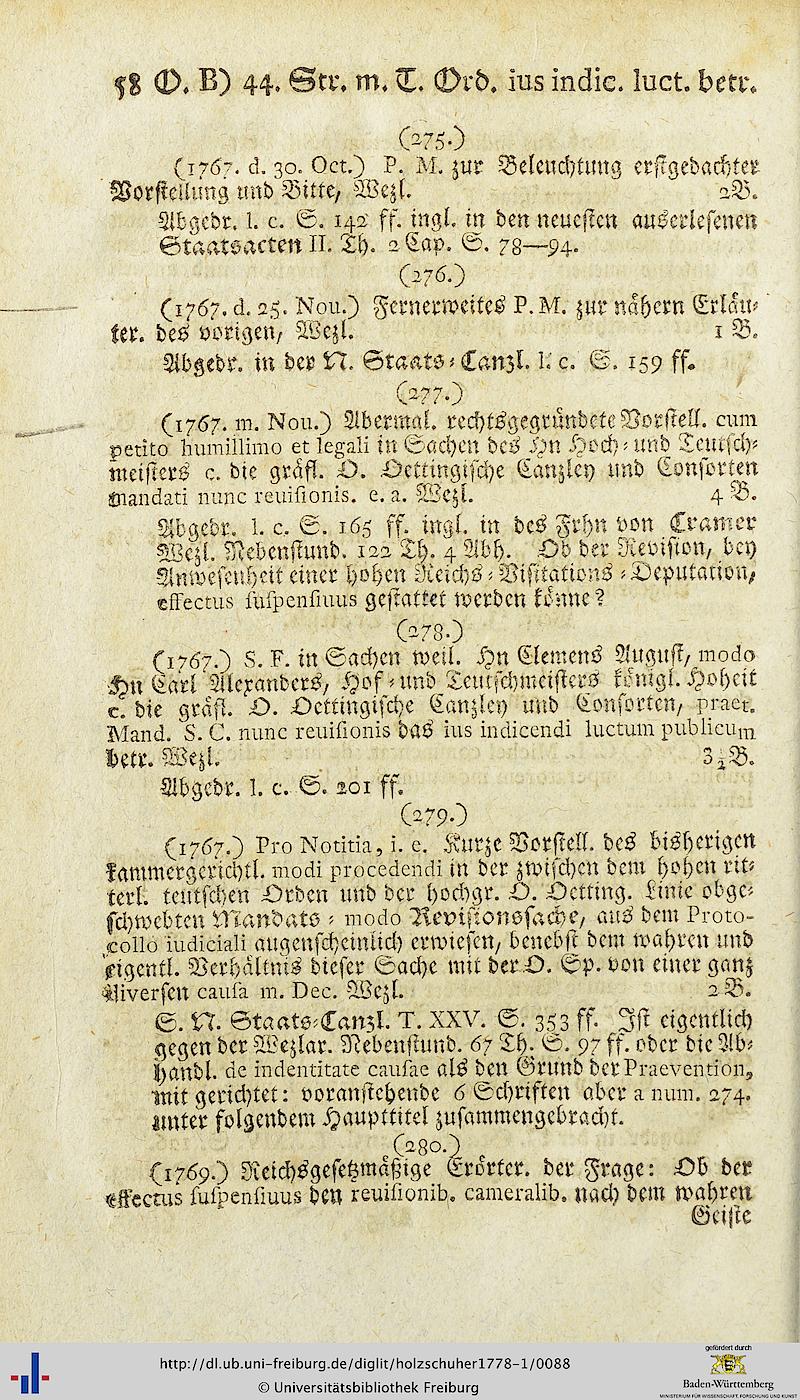 58 O. B) 44. Str. m. T. Ord. ius indic. luct. betr.
(275.)
(1767. d. 30. Oct.) P. M. zur Beleuchtung erstgedachter
Vorstellung und Bitte, Wezl. 2B.
Abgedr. l. c. S. 142 ff. ingl. in den neuesten auserlesenen
Staatsacten II. Th. 2 Cap. S. 78—94.
(276.)
(1767. d. 25. Nou.) Fernerweites P. M. zur nähern Erläu-
ter. des vorigen, Wezl. 1 B.
Abgedr. in der N. Staats-Canzl. l. c. S. 159 ff.
(277.)
(1767. m. Nou.) Abermal. rechtsgegründete Vorstell. cum
petito humillimo et legali in Sachen des Hn Hoch- und Teutsch-
meisters c. die gräfl. O. Oettingische Canzley und Consorten
mandati nunc reuisionis. e. a. Wezl. 4 B.
Abgedr. l. c. S. 165 ff. ingl. in des Frhn von Cramer
Wezl. Nebenstund. 122 Th. 4 Abh. Ob der Revision, bey
Anwesenheit einer hohen Reichs-Visitations-Deputation,
effectus suspensiuus gestattet werden könne?
(278.)
(1767.) S. F. in Sachen weil. Hn Clemens August, modo
Hn Carl Alexanders, Hof- und Teutschmeisters königl. Hoheit
c. die gräfl. O. Oettingische Canzley und Consorten, praet.
Mand. S. C. nunc reuisionis das ius indicendi luctum publicum
betr. Wezl. 3½B.
Abgedr. l. c. S. 201 ff.
(279.)
(1767.) Pro Notitia, i. e. Kurze Vorstell. des bisherigen
kammergerichtl. modi procedendi in der zwischen dem hohen rit-
terl. teutschen Orden und der hochgr. O. Oetting. Linie obge-
schwebten Mandats- modo Revisionssache, aus dem Proto-
collo iudiciali augenscheinlich erwiesen, benebst dem wahren und
eigentl. Verhältnis dieser Sache mit der O. Sp. von einer ganz
diversen causa m. Dec. Wezl. 2 B.
S. N. Staats-Canzl. T. XXV. S. 353 ff. Ist eigentlich
gegen der Wezlar. Nebenstund. 67 Th. S. 97 ff. oder die Ab-
handl. de indentitate causae als den Grund der Praevention,
mit gerichtet: voranstehende 6 Schriften aber a num. 274.
unter folgendem Haupttitel zusammengebracht.
(280.)
(1769.) Reichsgesetzmäßige Erörter. der Frage: Ob der
effectus suspensiuus den reuisionib. cameralib. nach dem wahren
Geiste
http://dl.ub.uni-freiburg.de/diglit/holzschuher1778-1/0088
© Universitätsbibliothek Freiburg
gefördert durch
Baden-Württemberg
MINISTERIUM FÜR WISSENSCHAFT, FORSCHUNG UND KUNST